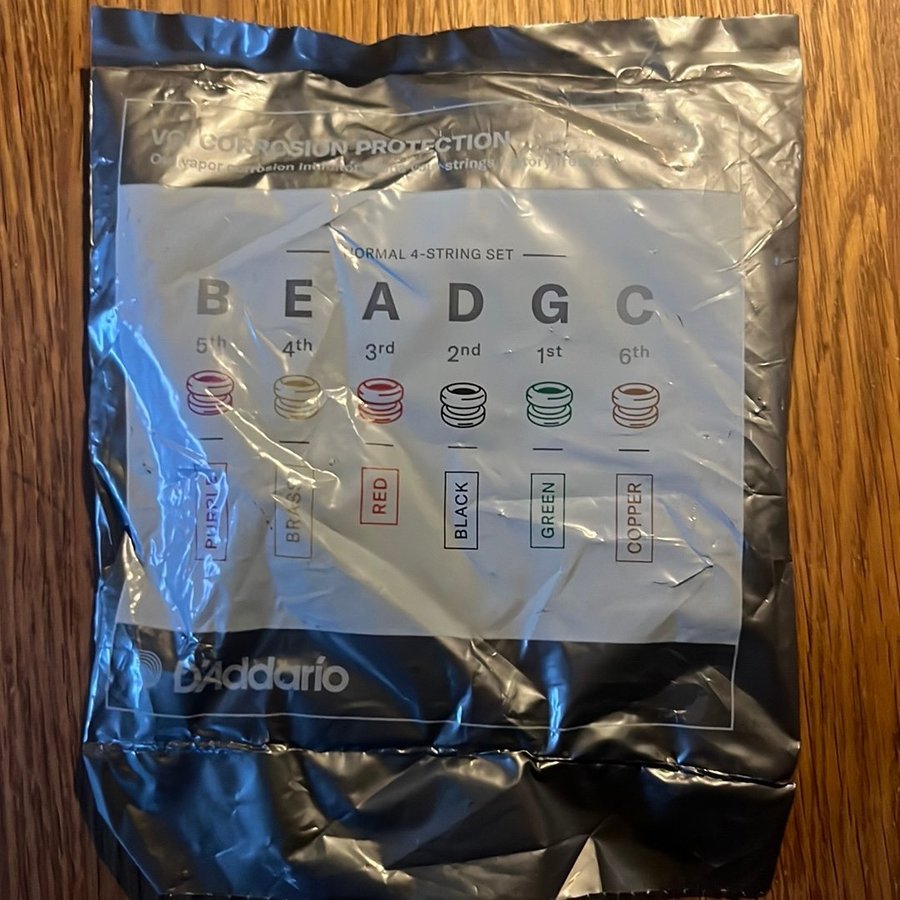 VCI CORROSION PROTECTION
vapor corrosion strings
NORMAL 4-STRING SET
B E A D G C
5th 4th 3rd 2nd 1st 6th
PURPLE BRASS RED BLACK GREEN COPPER
D'Addario